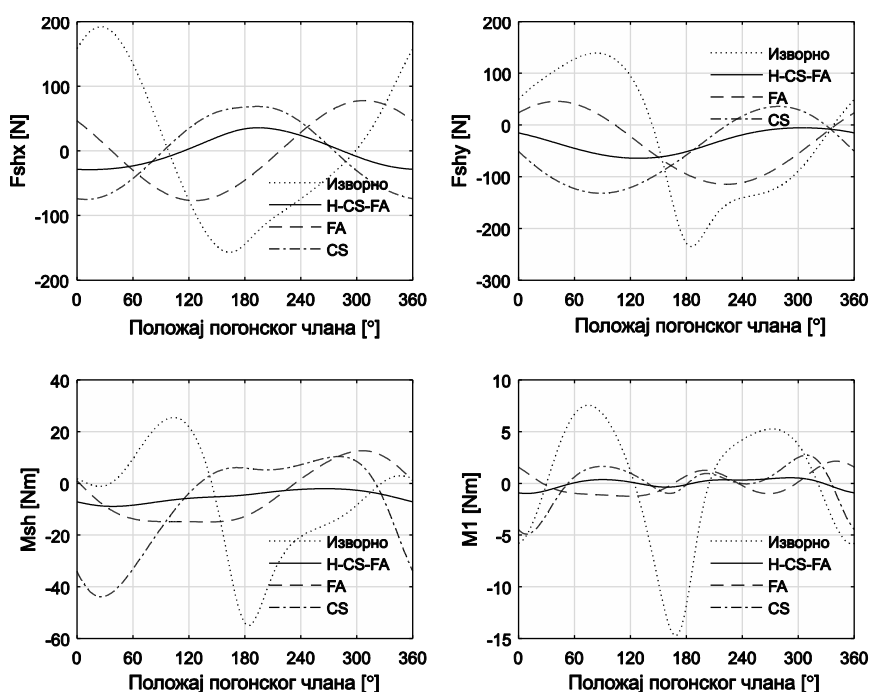 200
100
0
-100
-200
Fshx [N]
Изворно
H-CS-FA
FA
CS
0 60 120 180 240 300 360
Положај погонског члана [°]
200
100
0
-100
-200
-300
Fshy [N]
Изворно
H-CS-FA
FA
CS
0 60 120 180 240 300 360
Положај погонског члана [°]
40
20
0
-20
-40
-60
Msh [Nm]
Изворно
H-CS-FA
FA
CS
0 60 120 180 240 300 360
Положај погонског члана [°]
10
5
0
-5
-10
-15
M1 [Nm]
Изворно
H-CS-FA
FA
CS
0 60 120 180 240 300 360
Положај погонског члана [°]